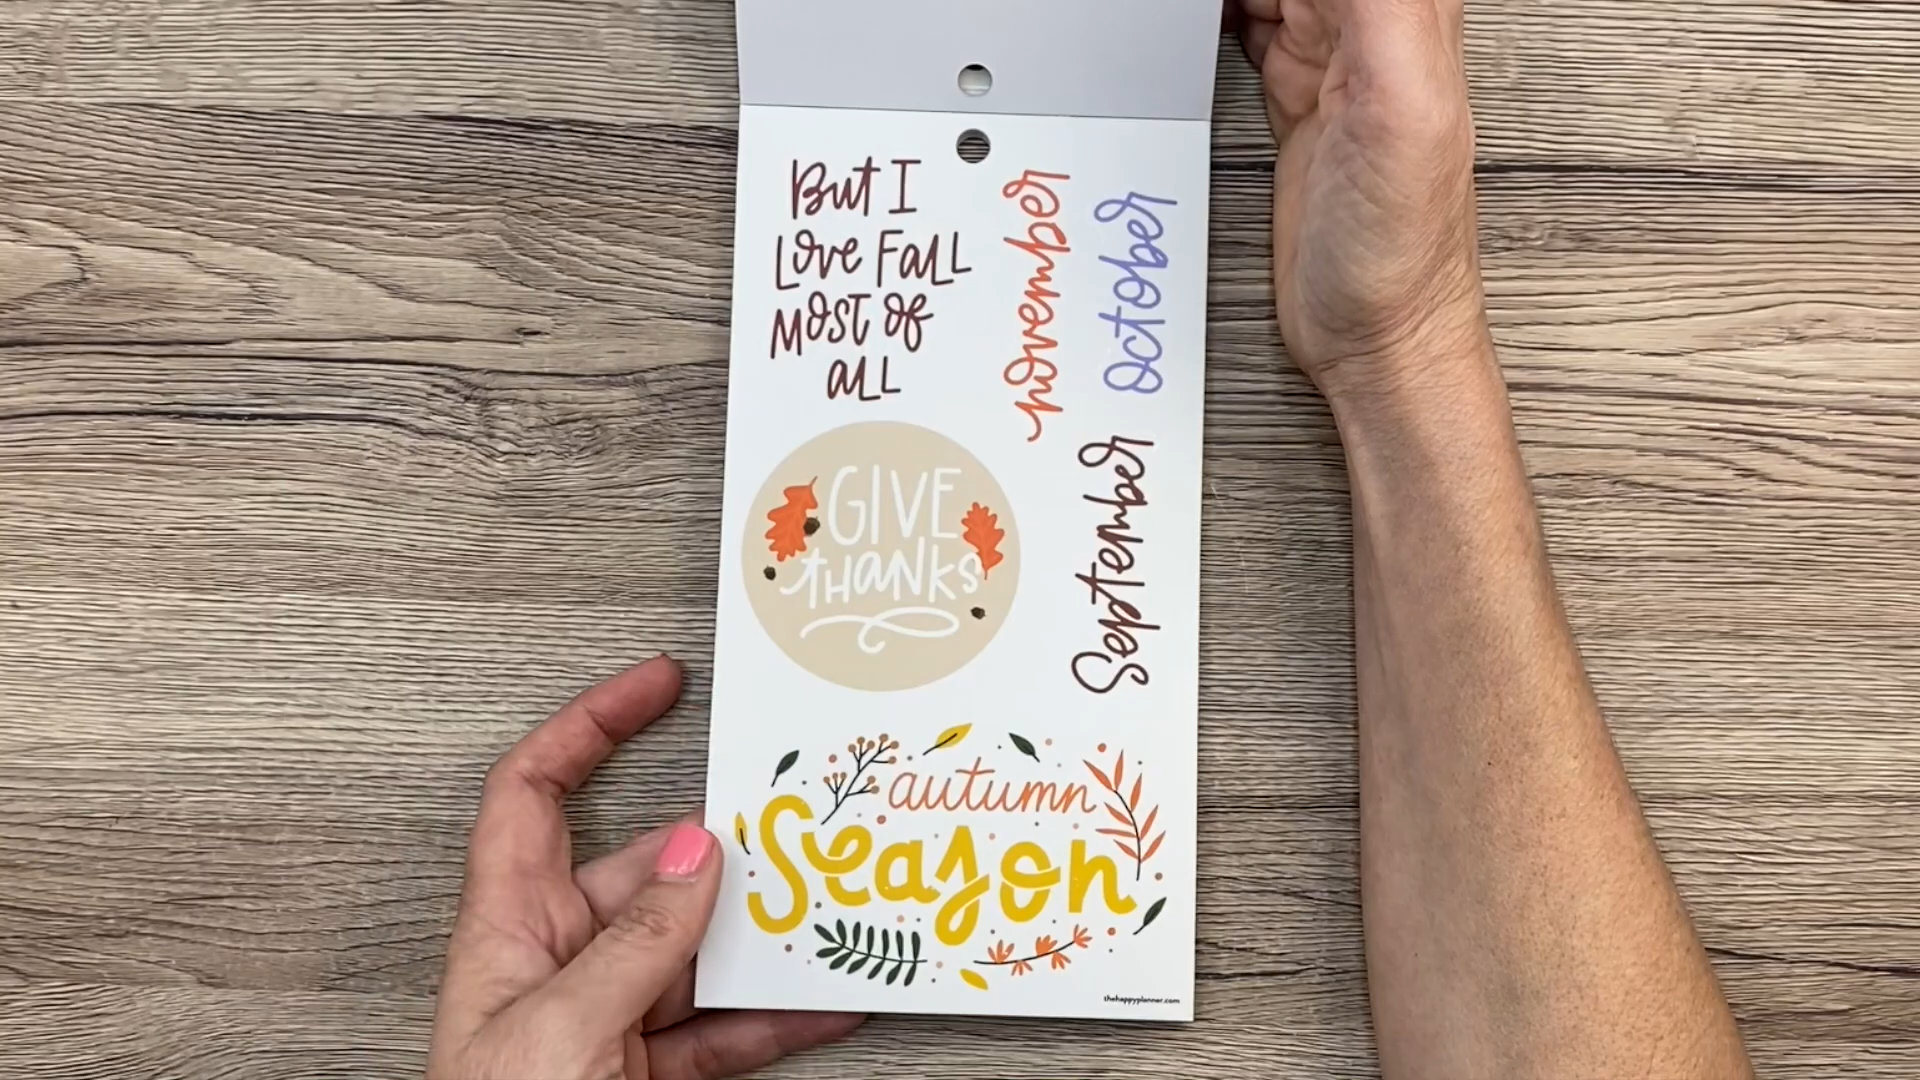 But I
Love Fall
Most of
all
november
october
September
GIVE
tHaNKS
autumn
Season
thehappyplanner.com